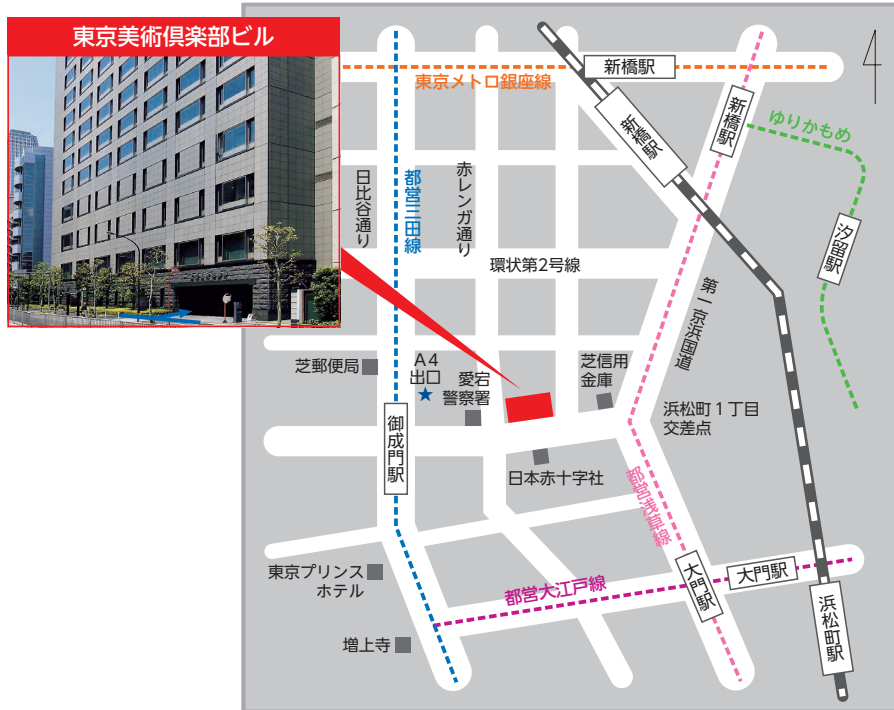 東京美術倶楽部ビル
新橋駅
東京メトロ銀座線
新橋駅
新橋駅
ゆりかもめ
日比谷通り
都営三田線
赤レンガ通り
汐留駅
環状第2号線
第一京浜国道
芝郵便局
A4
出口
愛宕
警察署
芝信用
金庫
浜松町1丁目
交差点
御成門駅
日本赤十字社
都営浅草線
東京プリンス
ホテル
都営大江戸線
大門駅
大門駅
浜松町駅
増上寺